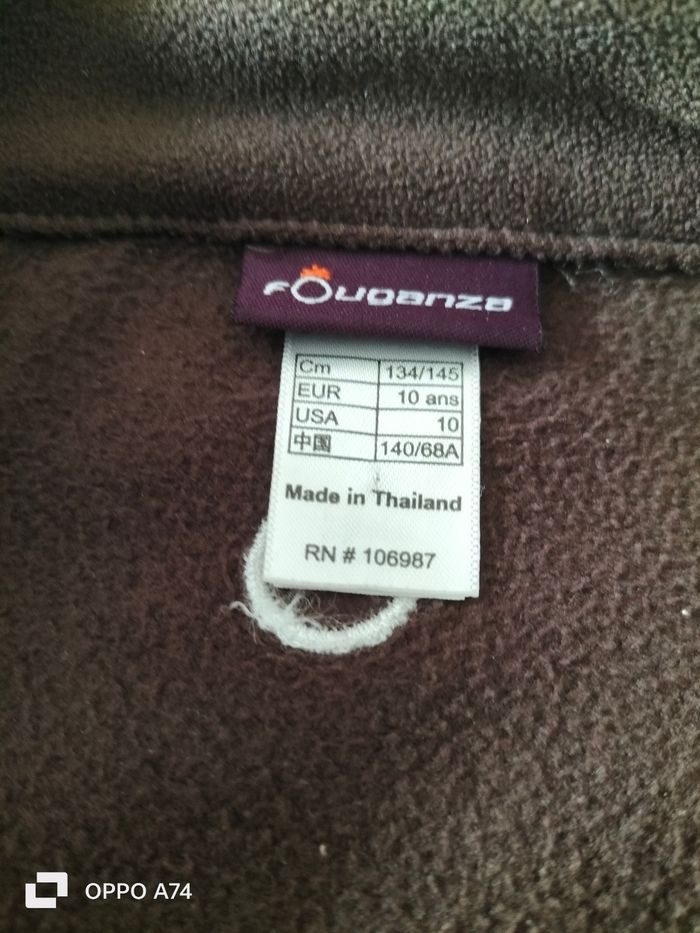 fouganza
Cm 134/145
EUR 10 ans
USA 10
中国 140/68A
Made in Thailand
RN # 106987
OPPO A74